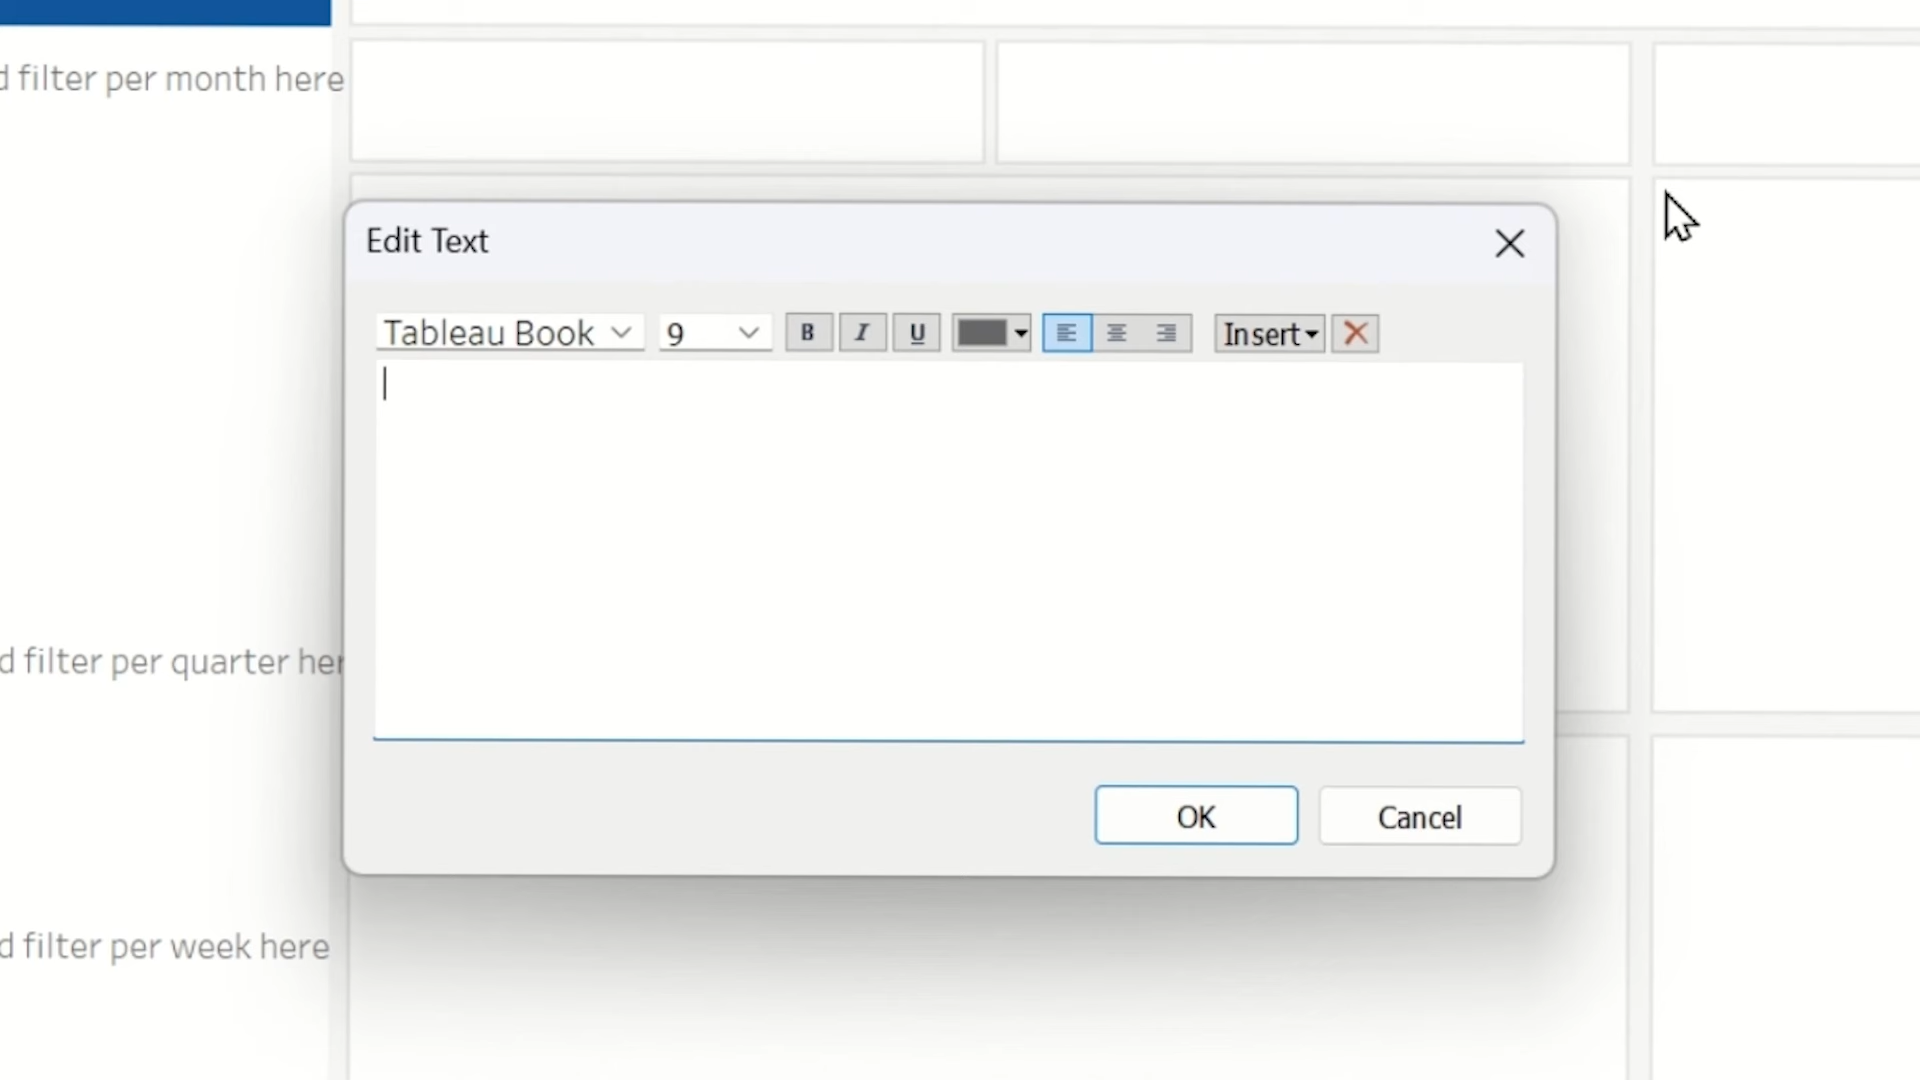 d filter per month here
Edit Text
Tableau Book 9 B I U Insert
d filter per quarter her
OK Cancel
d filter per week here